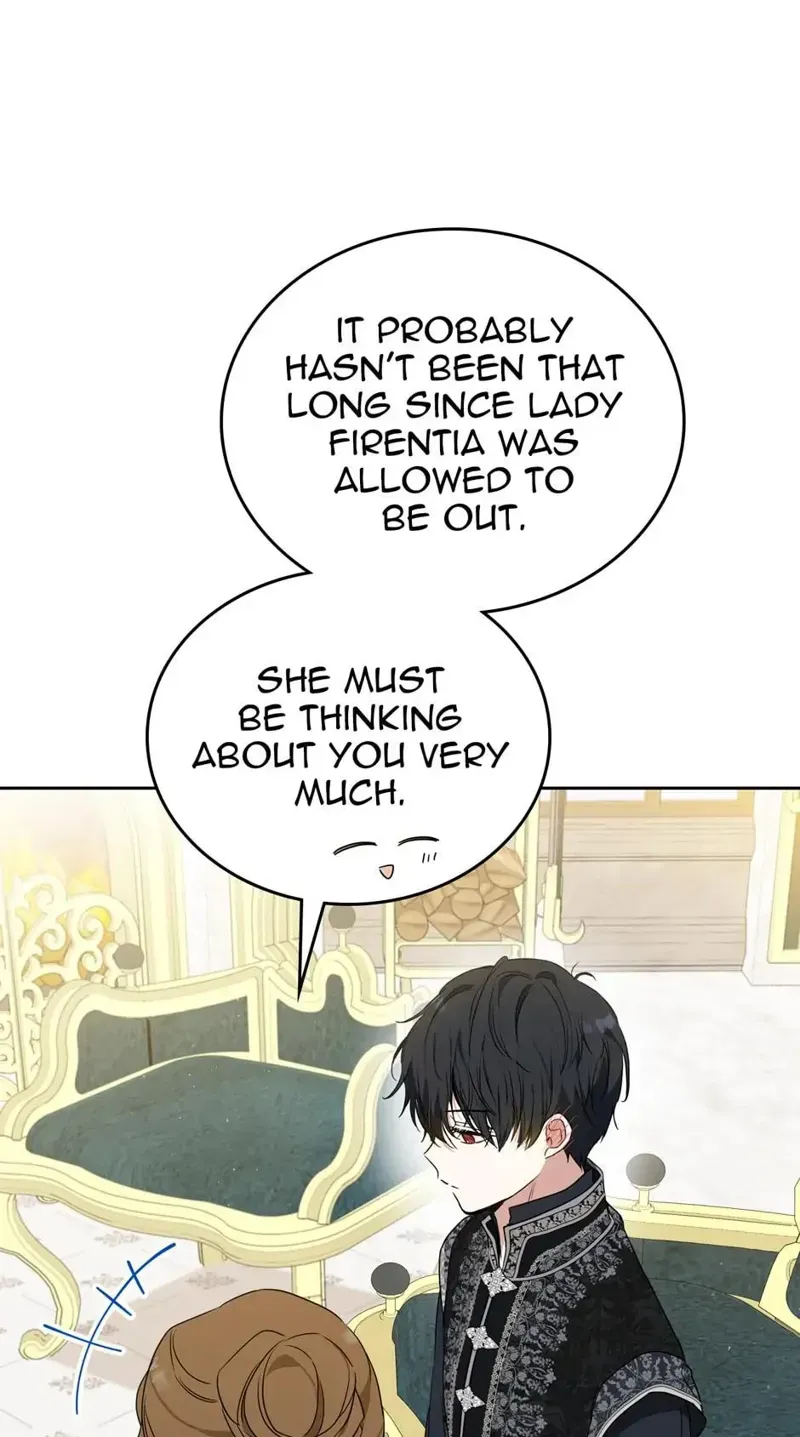 IT PROBABLY
HASN'T BEEN THAT
LONG SINCE LADY
FIRENTIA WAS
ALLOWED TO
BE OUT.
SHE MUST
BE THINKING
ABOUT YOU VERY
MUCH.